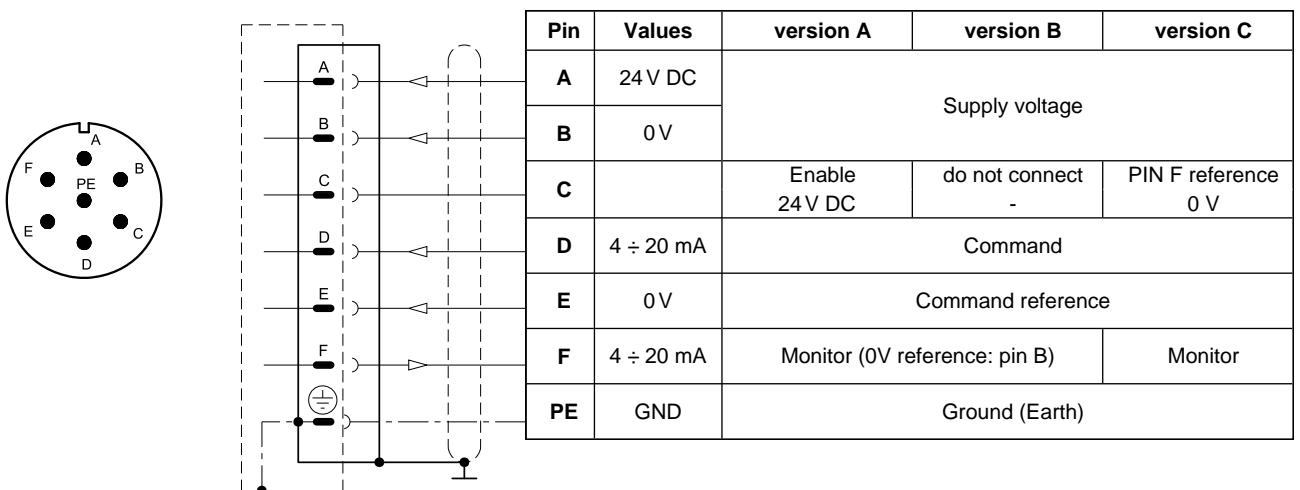 A
B
C
D
E
F
PE
A
B
C
D
E
F
Pin Values version A version B version C
A 24 V DC
Supply voltage
B 0 V
C Enable do not connect PIN F reference
24 V DC - 0 V
D 4 ÷ 20 mA Command
E 0 V Command reference
F 4 ÷ 20 mA Monitor (0V reference: pin B) Monitor
PE GND Ground (Earth)